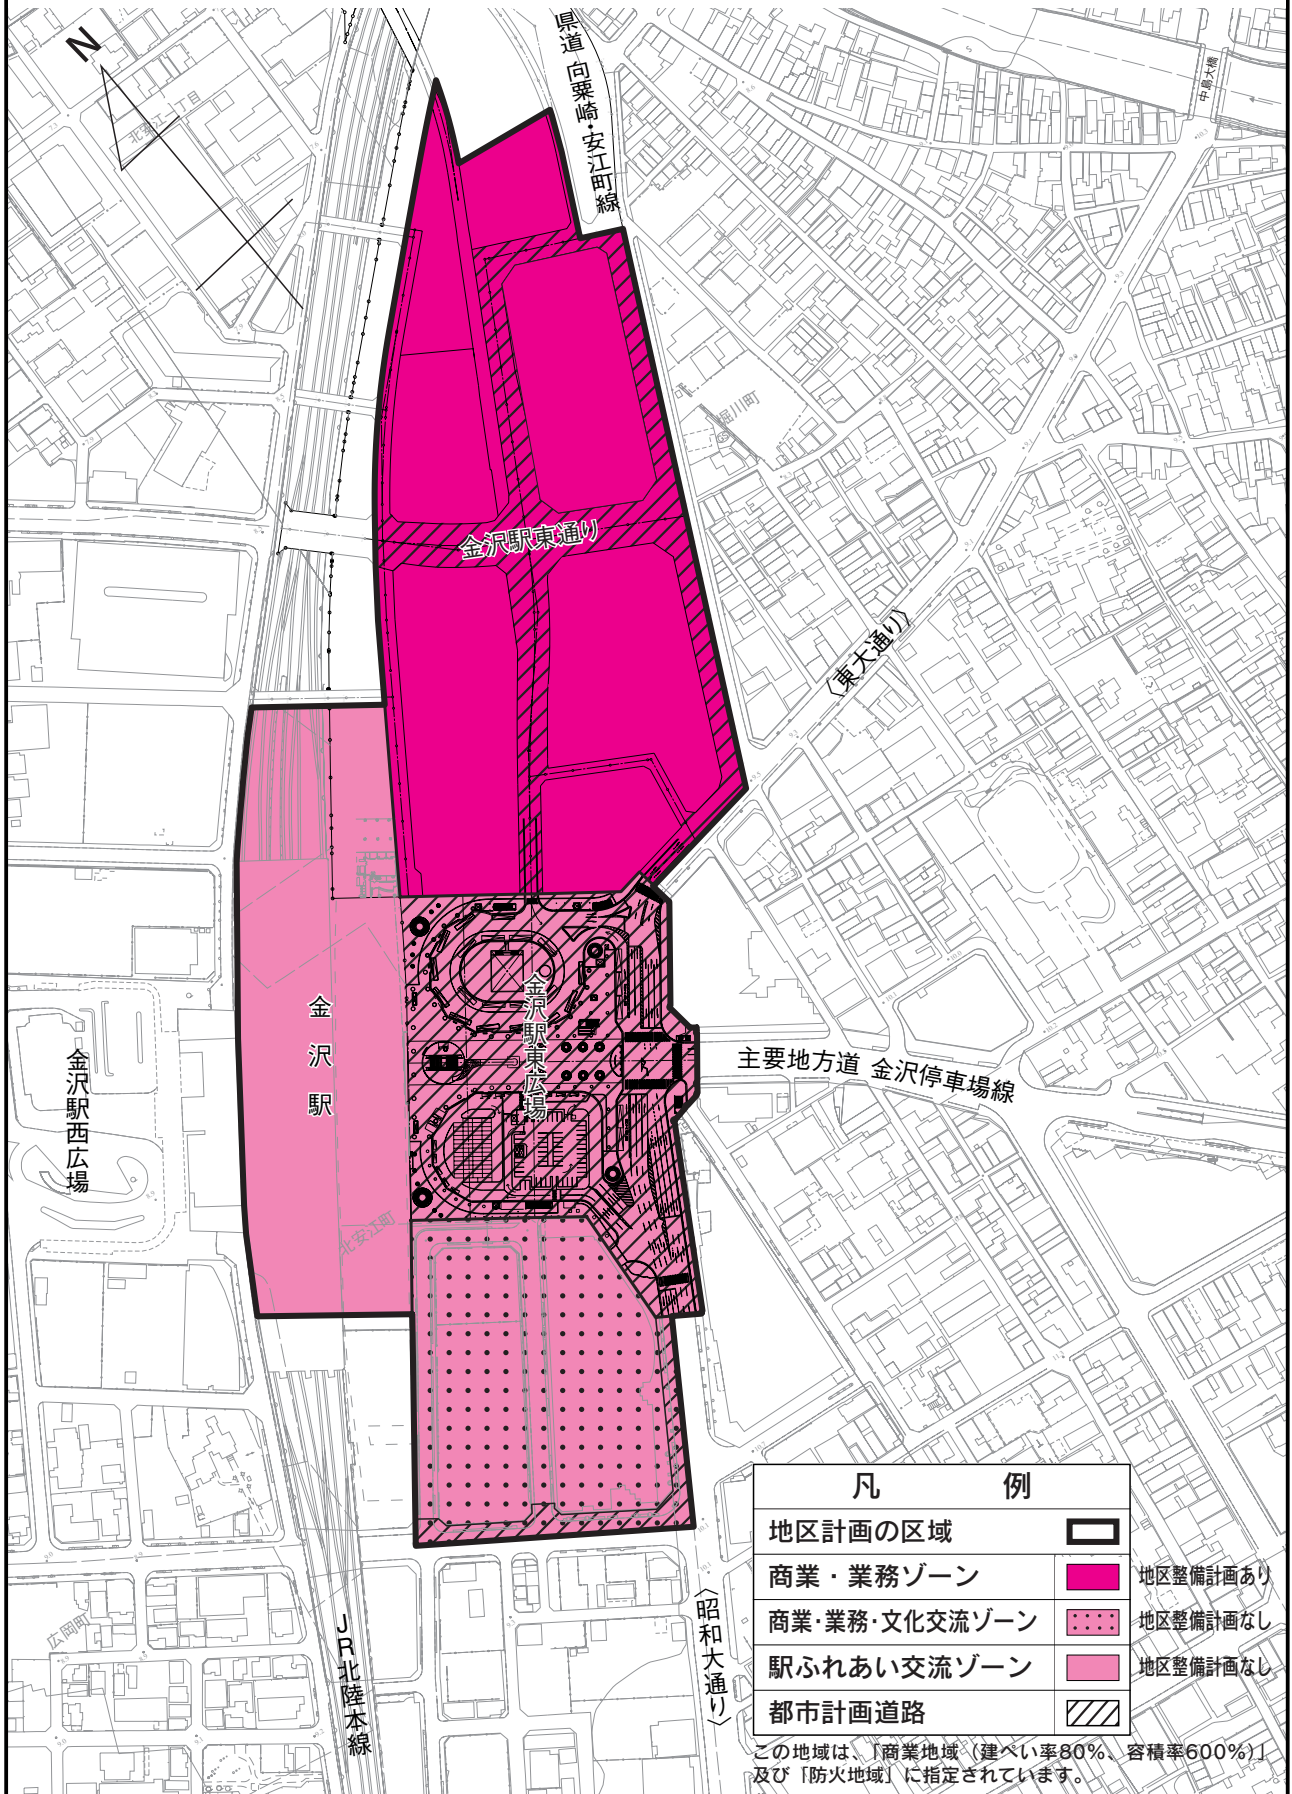 N
県道 向粟崎・安江町線
中島大橋
北安江一丁目
堀川町
金沢駅東通り
〈東大通り〉
金沢駅
金沢駅東広場
金沢駅西広場
主要地方道 金沢停車場線
北安江町
広岡町
JR北陸本線
〈昭和大通り〉
凡 例
地区計画の区域
商業・業務ゾーン 地区整備計画あり
商業・業務・文化交流ゾーン 地区整備計画なし
駅ふれあい交流ゾーン 地区整備計画なし
都市計画道路
この地域は、「商業地域（建ぺい率80%、容積率600%）」
及び「防火地域」に指定されています。